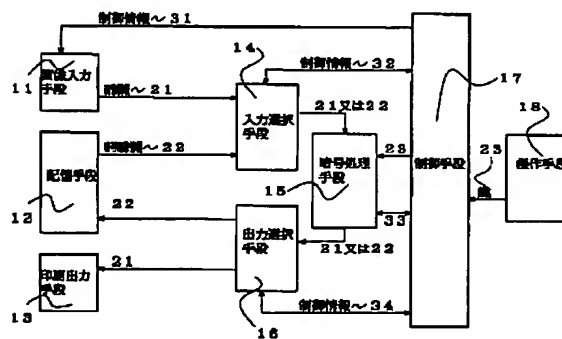 制御情報～31
14
制御情報～32
17
18
画像入力
手段
11
～21
入力選択
手段
21又は22
制御手段
操作手段
23
記憶手段
12
～22
暗号処理
手段
15
23
33
22
出力選択
手段
21又は22
印刷出力
手段
13
21
16
制御情報～34